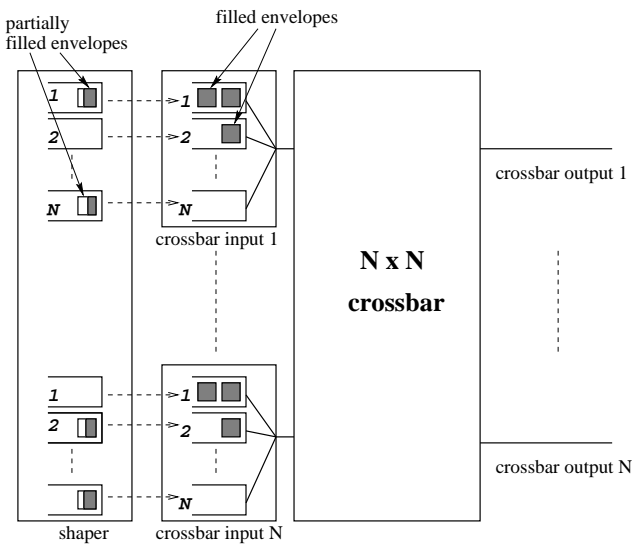 partially
filled envelopes
filled envelopes
1
1
2
2
N
N
crossbar input 1
crossbar output 1
N x N
crossbar
1
1
2
2
N
crossbar output N
shaper
crossbar input N